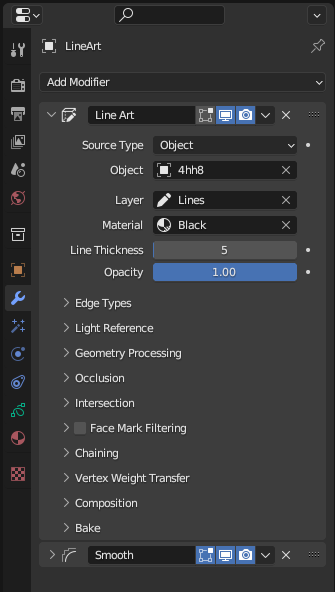 LineArt
Add Modifier
Line Art
Source Type Object
Object 4hh8
Layer Lines
Material Black
Line Thickness 5
Opacity 1.00
Edge Types
Light Reference
Geometry Processing
Occlusion
Intersection
Face Mark Filtering
Chaining
Vertex Weight Transfer
Composition
Bake
Smooth